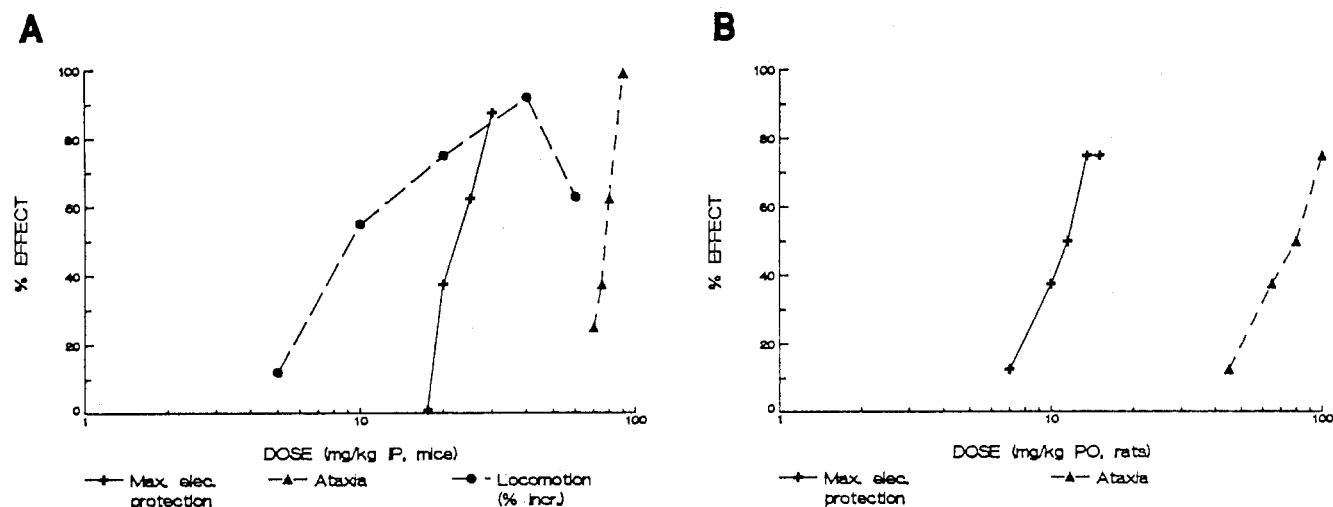 A
B
100
80
60
40
20
0
% EFFECT
1
10
100
DOSE (mg/kg IP, mice)
Max. elec.
protection
Ataxia
Locomotion
(% incr.)
100
80
60
40
20
0
% EFFECT
1
10
100
DOSE (mg/kg PO, rats)
Max. elec.
protection
Ataxia